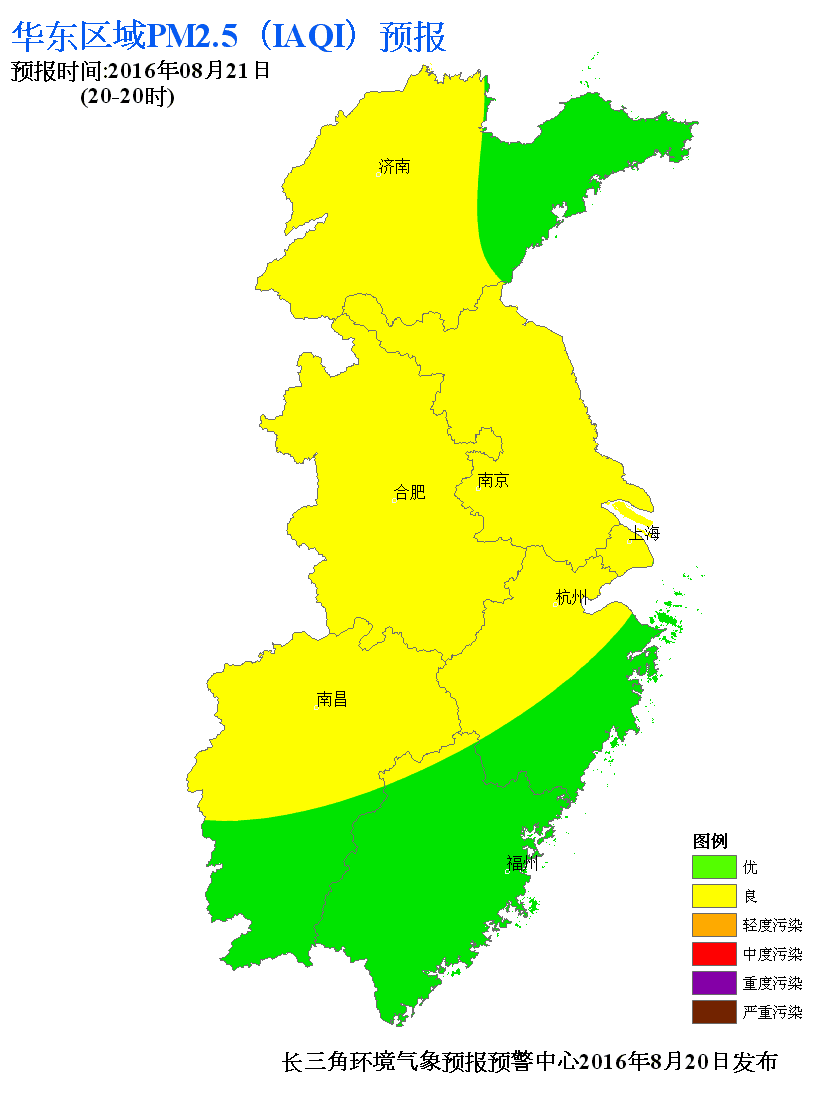 华东区域PM2.5（IAQI）预报
预报时间:2016年08月21日
(20-20时)
济南
合肥
南京
上海
杭州
南昌
福州
图例
优
良
轻度污染
中度污染
重度污染
严重污染
长三角环境气象预报预警中心2016年8月20日发布